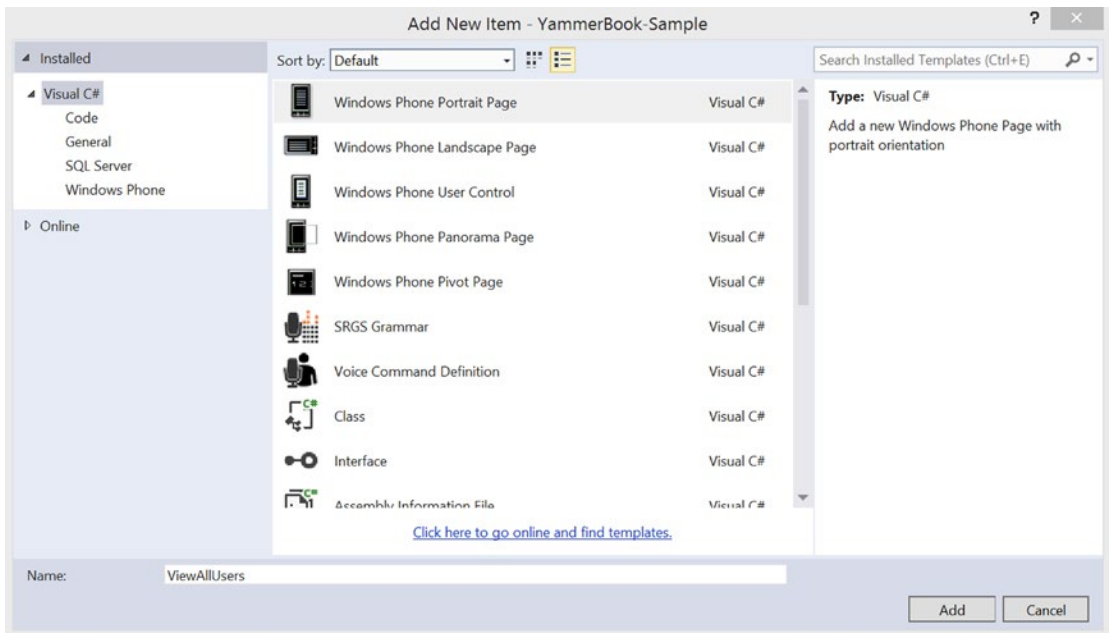 Add New Item - YammerBook-Sample
?
Installed
Sort by: Default
Search Installed Templates (Ctrl+E)
Visual C#
Code
General
SQL Server
Windows Phone
Online
Windows Phone Portrait Page Visual C#
Windows Phone Landscape Page Visual C#
Windows Phone User Control Visual C#
Windows Phone Panorama Page Visual C#
Windows Phone Pivot Page Visual C#
SRGS Grammar Visual C#
Voice Command Definition Visual C#
Class Visual C#
Interface Visual C#
Assembly Information File Visual C#
Click here to go online and find templates.
Type: Visual C#
Add a new Windows Phone Page with
portrait orientation
Name: ViewAllUsers
Add Cancel